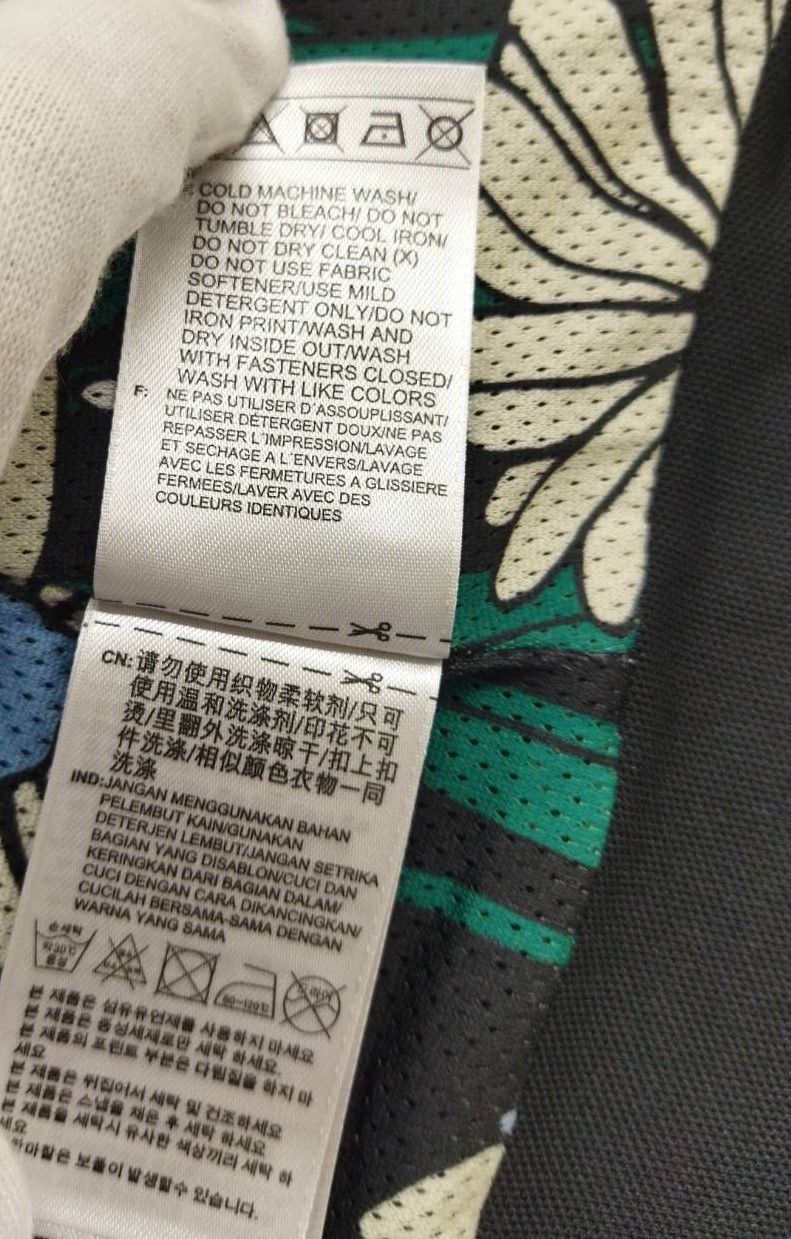 COLD MACHINE WASH/
DO NOT BLEACH/ DO NOT
TUMBLE DRY/ COOL IRON/
DO NOT DRY CLEAN (X)
DO NOT USE FABRIC
SOFTENER/USE MILD
DETERGENT ONLY/DO NOT
IRON PRINT/WASH AND
DRY INSIDE OUT/WASH
WITH FASTENERS CLOSED/
WASH WITH LIKE COLORS
F: NE PAS UTILISER D´ASSOUPLISSANT/
UTILISER DÉTERGENT DOUX/NE PAS
REPASSER L´IMPRESSION/LAVAGE
ET SECHAGE A L´ENVERS/LAVAGE
AVEC LES FERMETURES A GLISSIERE
FERMEES/LAVER AVEC DES
COULEURS IDENTIQUES
CN: 请勿使用织物柔软剂/只可
使用温和洗涤剂/印花不可
烫/里翻外洗涤晾干/扣上扣
件洗涤/相似颜色衣物一同
洗涤
IND: JANGAN MENGGUNAKAN BAHAN
PELEMBUT KAIN/GUNAKAN
DETERJEN LEMBUT/JANGAN SETRIKA
BAGIAN YANG DISABLON/CUCI DAN
KERINGKAN DARI BAGIAN DALAM/
CUCI DENGAN CARA DIKANCINGKAN/
CUCILAH BERSAMA-SAMA DENGAN
WARNA YANG SAMA
손세탁
약30℃
중성
80~120℃
드라이
본 제품은 섬유유연제를 사용하지 마세요
본 제품은 중성세제로만 세탁 하세요.
본 제품의 프린트 부분은 다림질을 하지 마
세요
본 제품은 뒤집어서 세탁 및 건조하세요
본 제품은 스냅을 채운 후 세탁 하세요
본 제품을 세탁시 유사한 색상끼리 세탁 하
세요
보풀이 발생할수 있습니다.